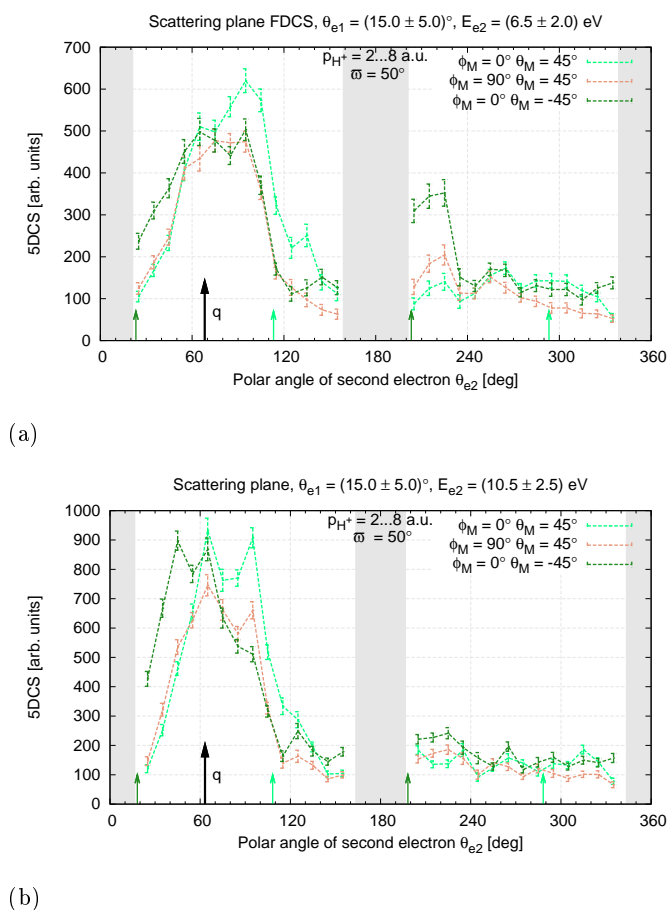 Scattering plane FDCS, θe1 = (15.0 ± 5.0)°, Ee2 = (6.5 ± 2.0) eV
700
600
500
400
300
200
100
0
5DCS [arb. units]
pH+ = 2...8 a.u.
ϖ = 50°
ϕM = 0° θM = 45°
ϕM = 90° θM = 45°
ϕM = 0° θM = -45°
q
0 60 120 180 240 300 360
Polar angle of second electron θe2 [deg]
(a)
Scattering plane, θe1 = (15.0 ± 5.0)°, Ee2 = (10.5 ± 2.5) eV
1000
900
800
700
600
500
400
300
200
100
0
5DCS [arb. units]
pH+ = 2...8 a.u.
ϖ = 50°
ϕM = 0° θM = 45°
ϕM = 90° θM = 45°
ϕM = 0° θM = -45°
q
0 60 120 180 240 300 360
Polar angle of second electron θe2 [deg]
(b)